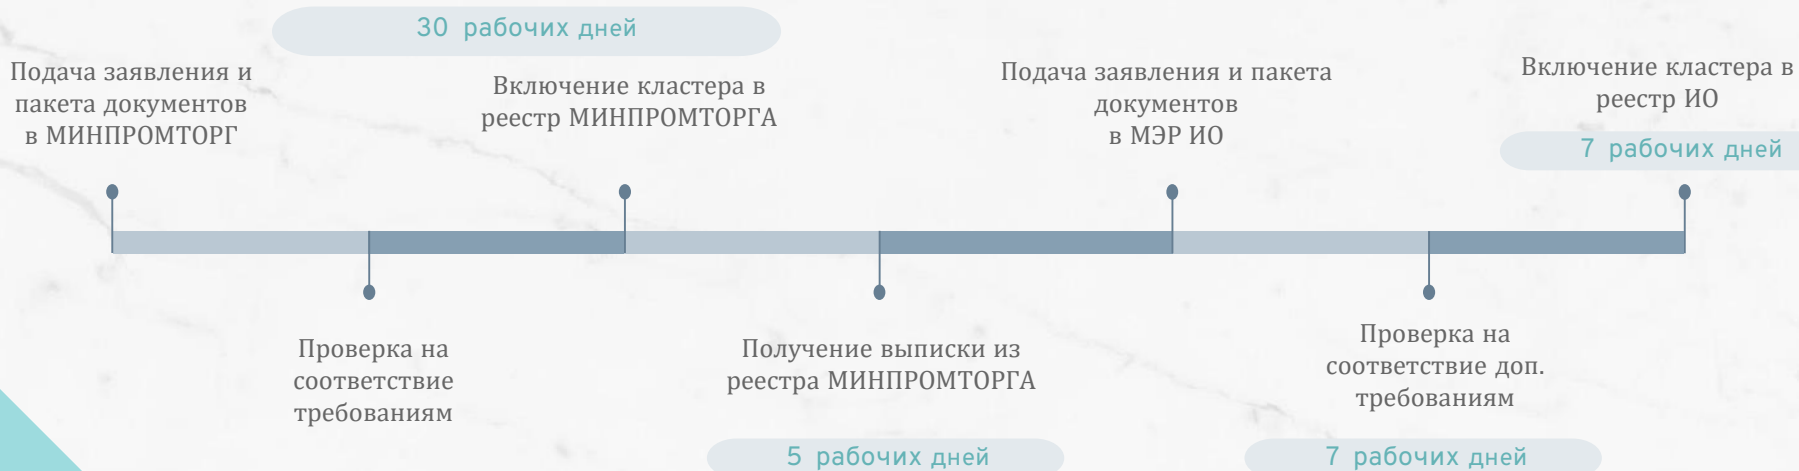 30 рабочих дней
Подача заявления и
пакета документов
в МИНПРОМТОРГ
Включение кластера в
реестр МИНПРОМТОРГА
Подача заявления и пакета
документов
в МЭР ИО
Включение кластера в
реестр ИО
7 рабочих дней
Проверка на
соответствие
требованиям
Получение выписки из
реестра МИНПРОМТОРГА
5 рабочих дней
Проверка на
соответствие доп.
требованиям
7 рабочих дней